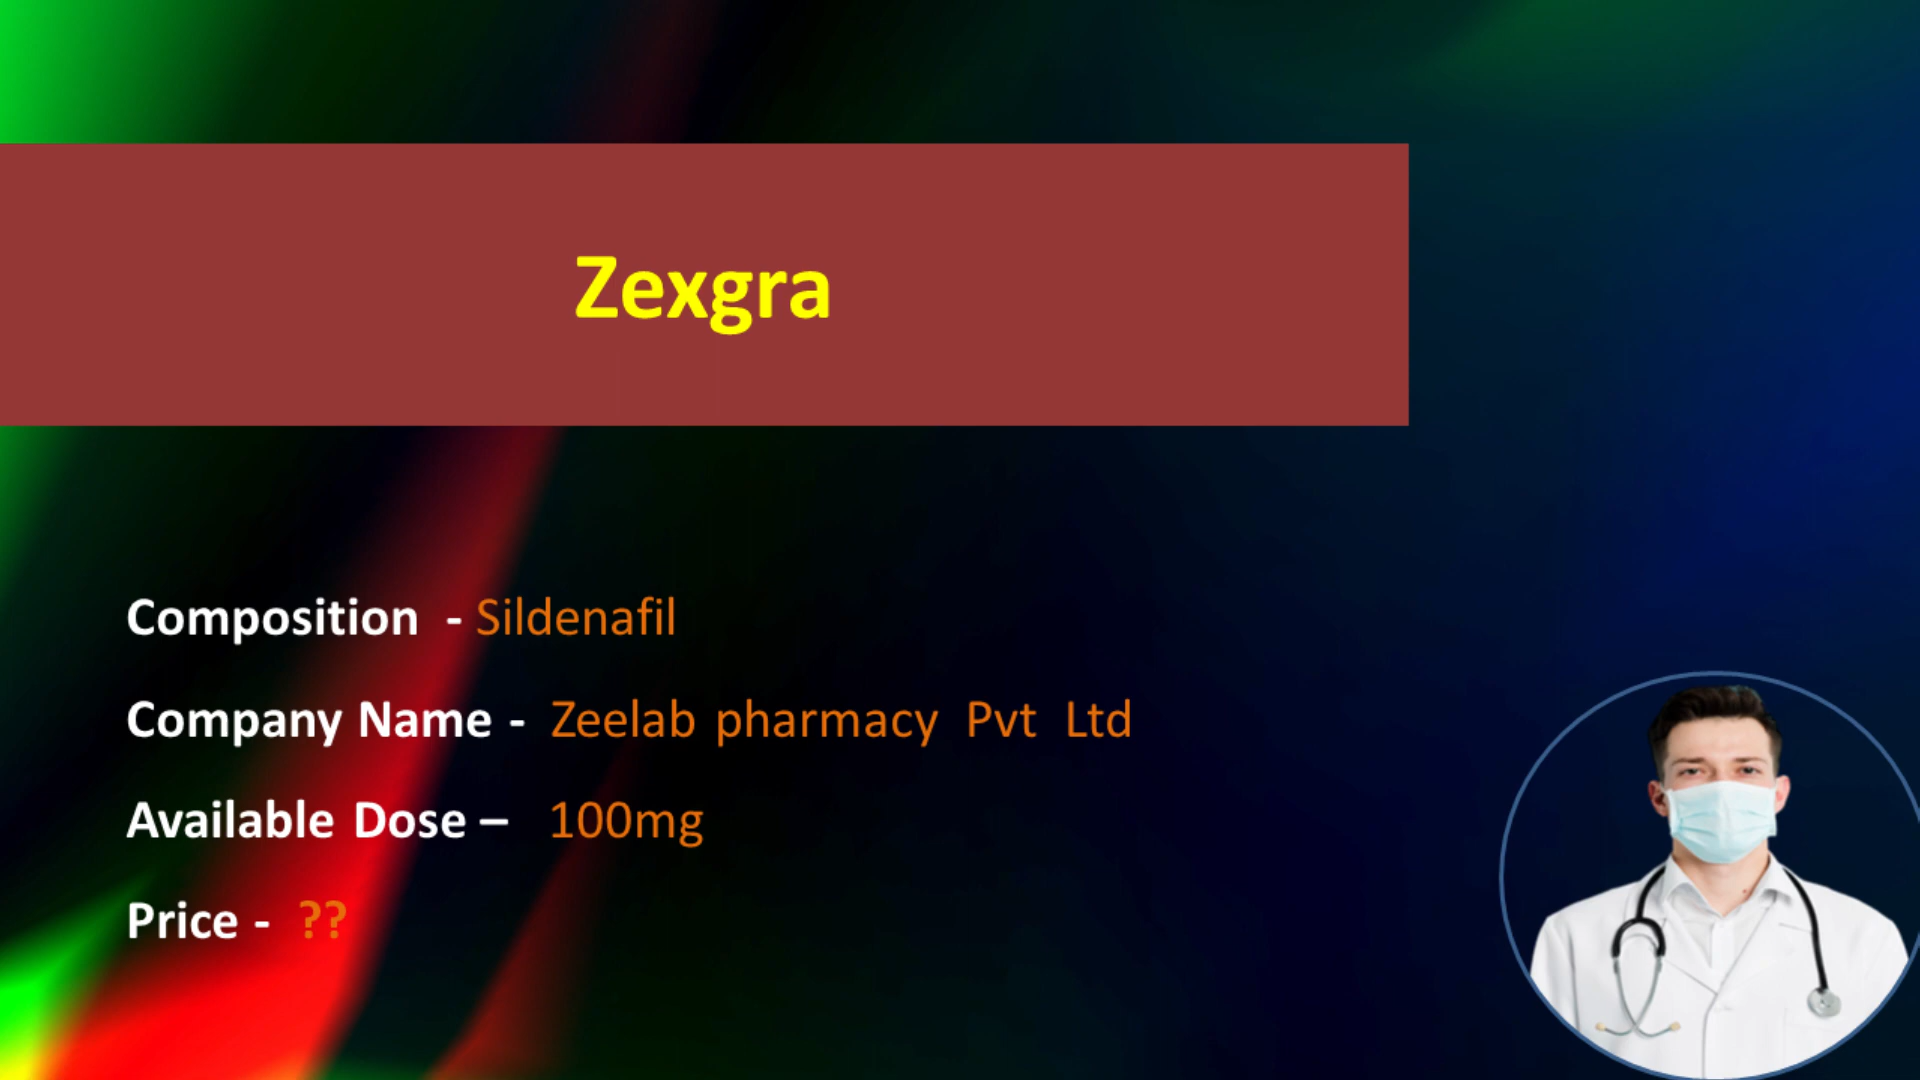 Zexgra
Composition - Sildenafil
Company Name - Zeelab pharmacy Pvt Ltd
Available Dose – 100mg
Price - ??